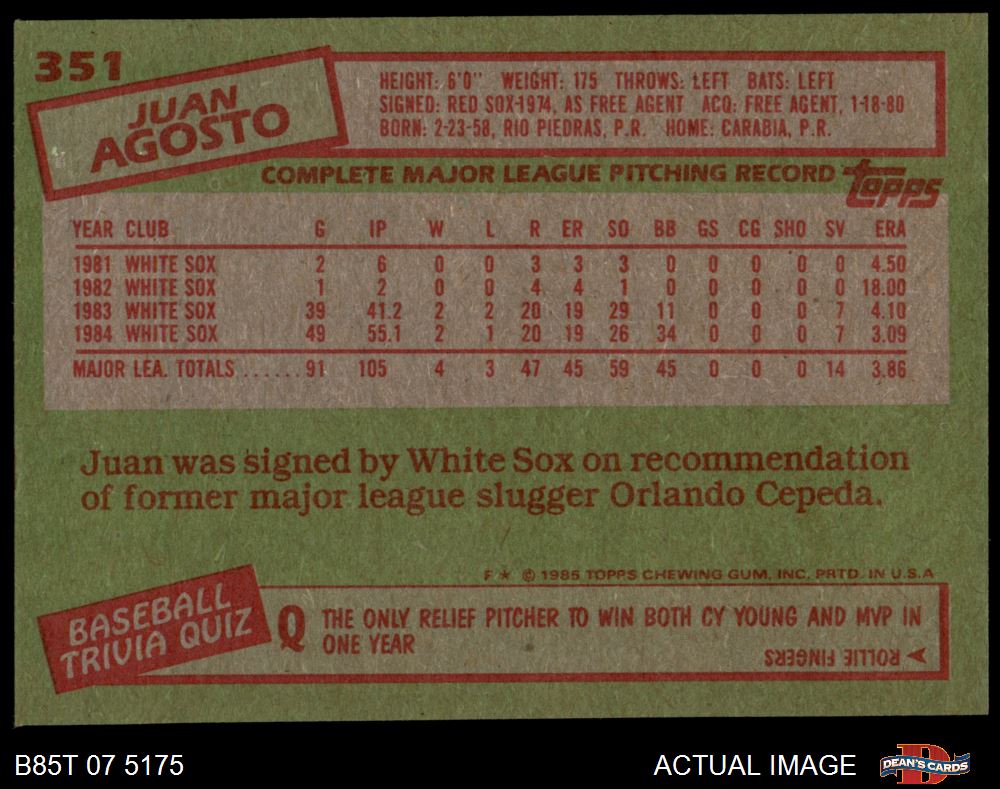 351
JUAN
AGOSTO
HEIGHT: 6'0" WEIGHT: 175 THROWS: LEFT BATS: LEFT
SIGNED: RED SOX-1974, AS FREE AGENT ACQ: FREE AGENT, 1-18-80
BORN: 2-23-58, RIO PIEDRAS, P.R. HOME: CARABIA, P.R.
COMPLETE MAJOR LEAGUE PITCHING RECORD topps
YEAR CLUB G IP W L R ER SO BB GS CG SHO SV ERA
1981 WHITE SOX 2 6 0 0 3 3 3 0 0 0 0 0 4.50
1982 WHITE SOX 1 2 0 0 4 4 1 0 0 0 0 0 18.00
1983 WHITE SOX 39 41.2 2 2 20 19 29 11 0 0 0 7 4.10
1984 WHITE SOX 49 55.1 2 1 20 19 26 34 0 0 0 7 3.09
MAJOR LEA. TOTALS ...... 91 105 4 3 47 45 59 45 0 0 0 14 3.86
Juan was signed by White Sox on recommendation
of former major league slugger Orlando Cepeda.
F ★ © 1985 TOPPS CHEWING GUM, INC. PRTD. IN U.S.A
BASEBALL
TRIVIA QUIZ
Q THE ONLY RELIEF PITCHER TO WIN BOTH CY YOUNG AND MVP IN
ONE YEAR
ROLLIE FINGERS
B85T 07 5175
ACTUAL IMAGE
D
DEAN'S CARDS